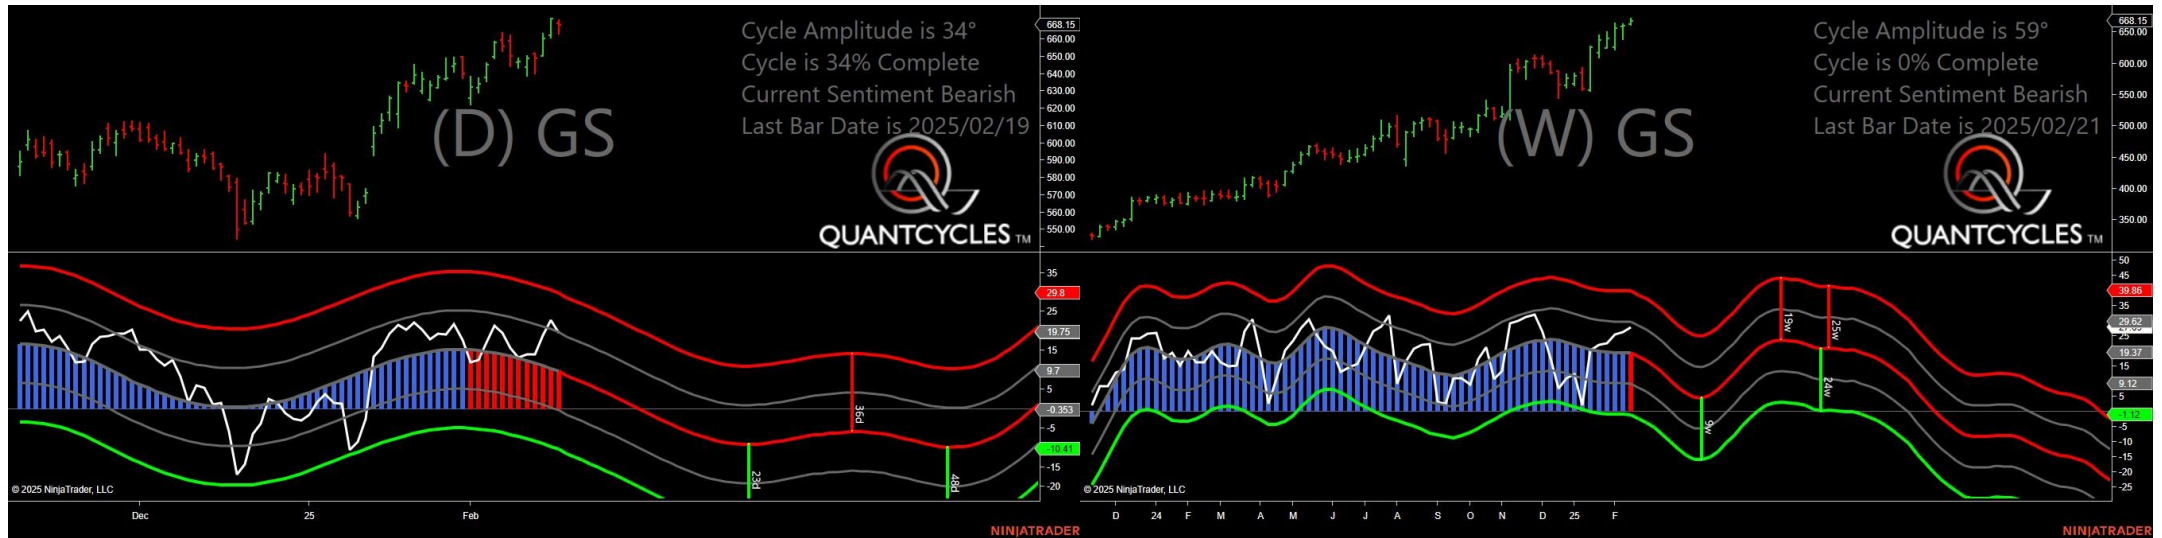 (D) GS
Cycle Amplitude is 34°
Cycle is 34% Complete
Current Sentiment Bearish
Last Bar Date is 2025/02/19
QUANTCYCLES TM
668.15
660.00
650.00
640.00
630.00
620.00
610.00
600.00
590.00
580.00
570.00
560.00
550.00
35
29.8
25
19.75
15
9.7
5
-0.353
-5
-10.41
-15
-20
23d
36d
48d
© 2025 NinjaTrader, LLC
Dec
25
Feb
NINJATRADER
(W) GS
Cycle Amplitude is 59°
Cycle is 0% Complete
Current Sentiment Bearish
Last Bar Date is 2025/02/21
QUANTCYCLES TM
668.15
650.00
600.00
550.00
500.00
450.00
400.00
350.00
50
45
39.86
35
29.62
25
19.37
15
9.12
5
-1.12
-5
-10
-15
-20
-25
9w
19w
24w
25w
© 2025 NinjaTrader, LLC
D 24 F M A M J J A S O N D 25 F
NINJATRADER